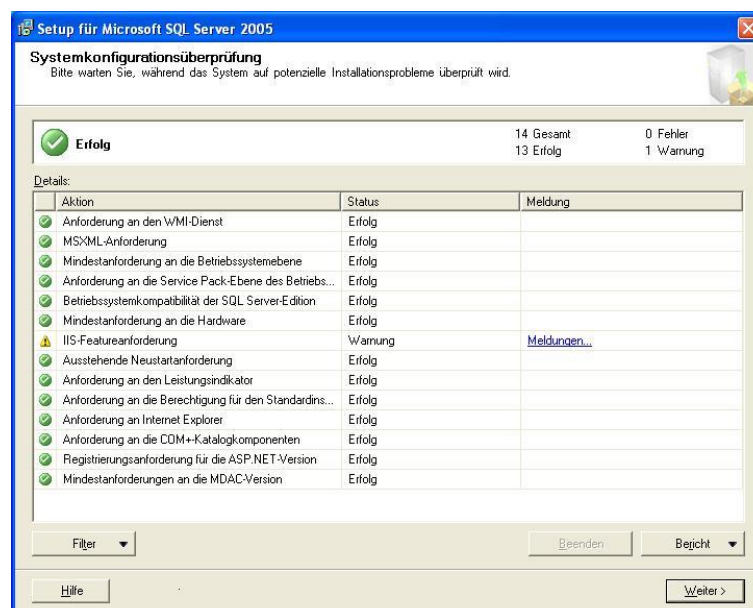 Setup für Microsoft SQL Server 2005
Systemkonfigurationsüberprüfung
Bitte warten Sie, während das System auf potenzielle Installationsprobleme überprüft wird.
Erfolg
14 Gesamt 0 Fehler
13 Erfolg 1 Warnung
Details:
Aktion Status Meldung
Anforderung an den WMI-Dienst Erfolg
MSXML-Anforderung Erfolg
Mindestanforderung an die Betriebssystemebene Erfolg
Anforderung an die Service Pack-Ebene des Betriebs... Erfolg
Betriebssystemkompatibilität der SQL Server-Edition Erfolg
Mindestanforderung an die Hardware Erfolg
IIS-Featureanforderung Warnung Meldungen...
Ausstehende Neustartanforderung Erfolg
Anforderung an den Leistungsindikator Erfolg
Anforderung an die Berechtigung für den Standardins... Erfolg
Anforderung an Internet Explorer Erfolg
Anforderung an die COM+-Katalogkomponenten Erfolg
Registrierungsanforderung für die ASP.NET-Version Erfolg
Mindestanforderungen an die MDAC-Version Erfolg
Filter Beenden Bericht
Hilfe Weiter >